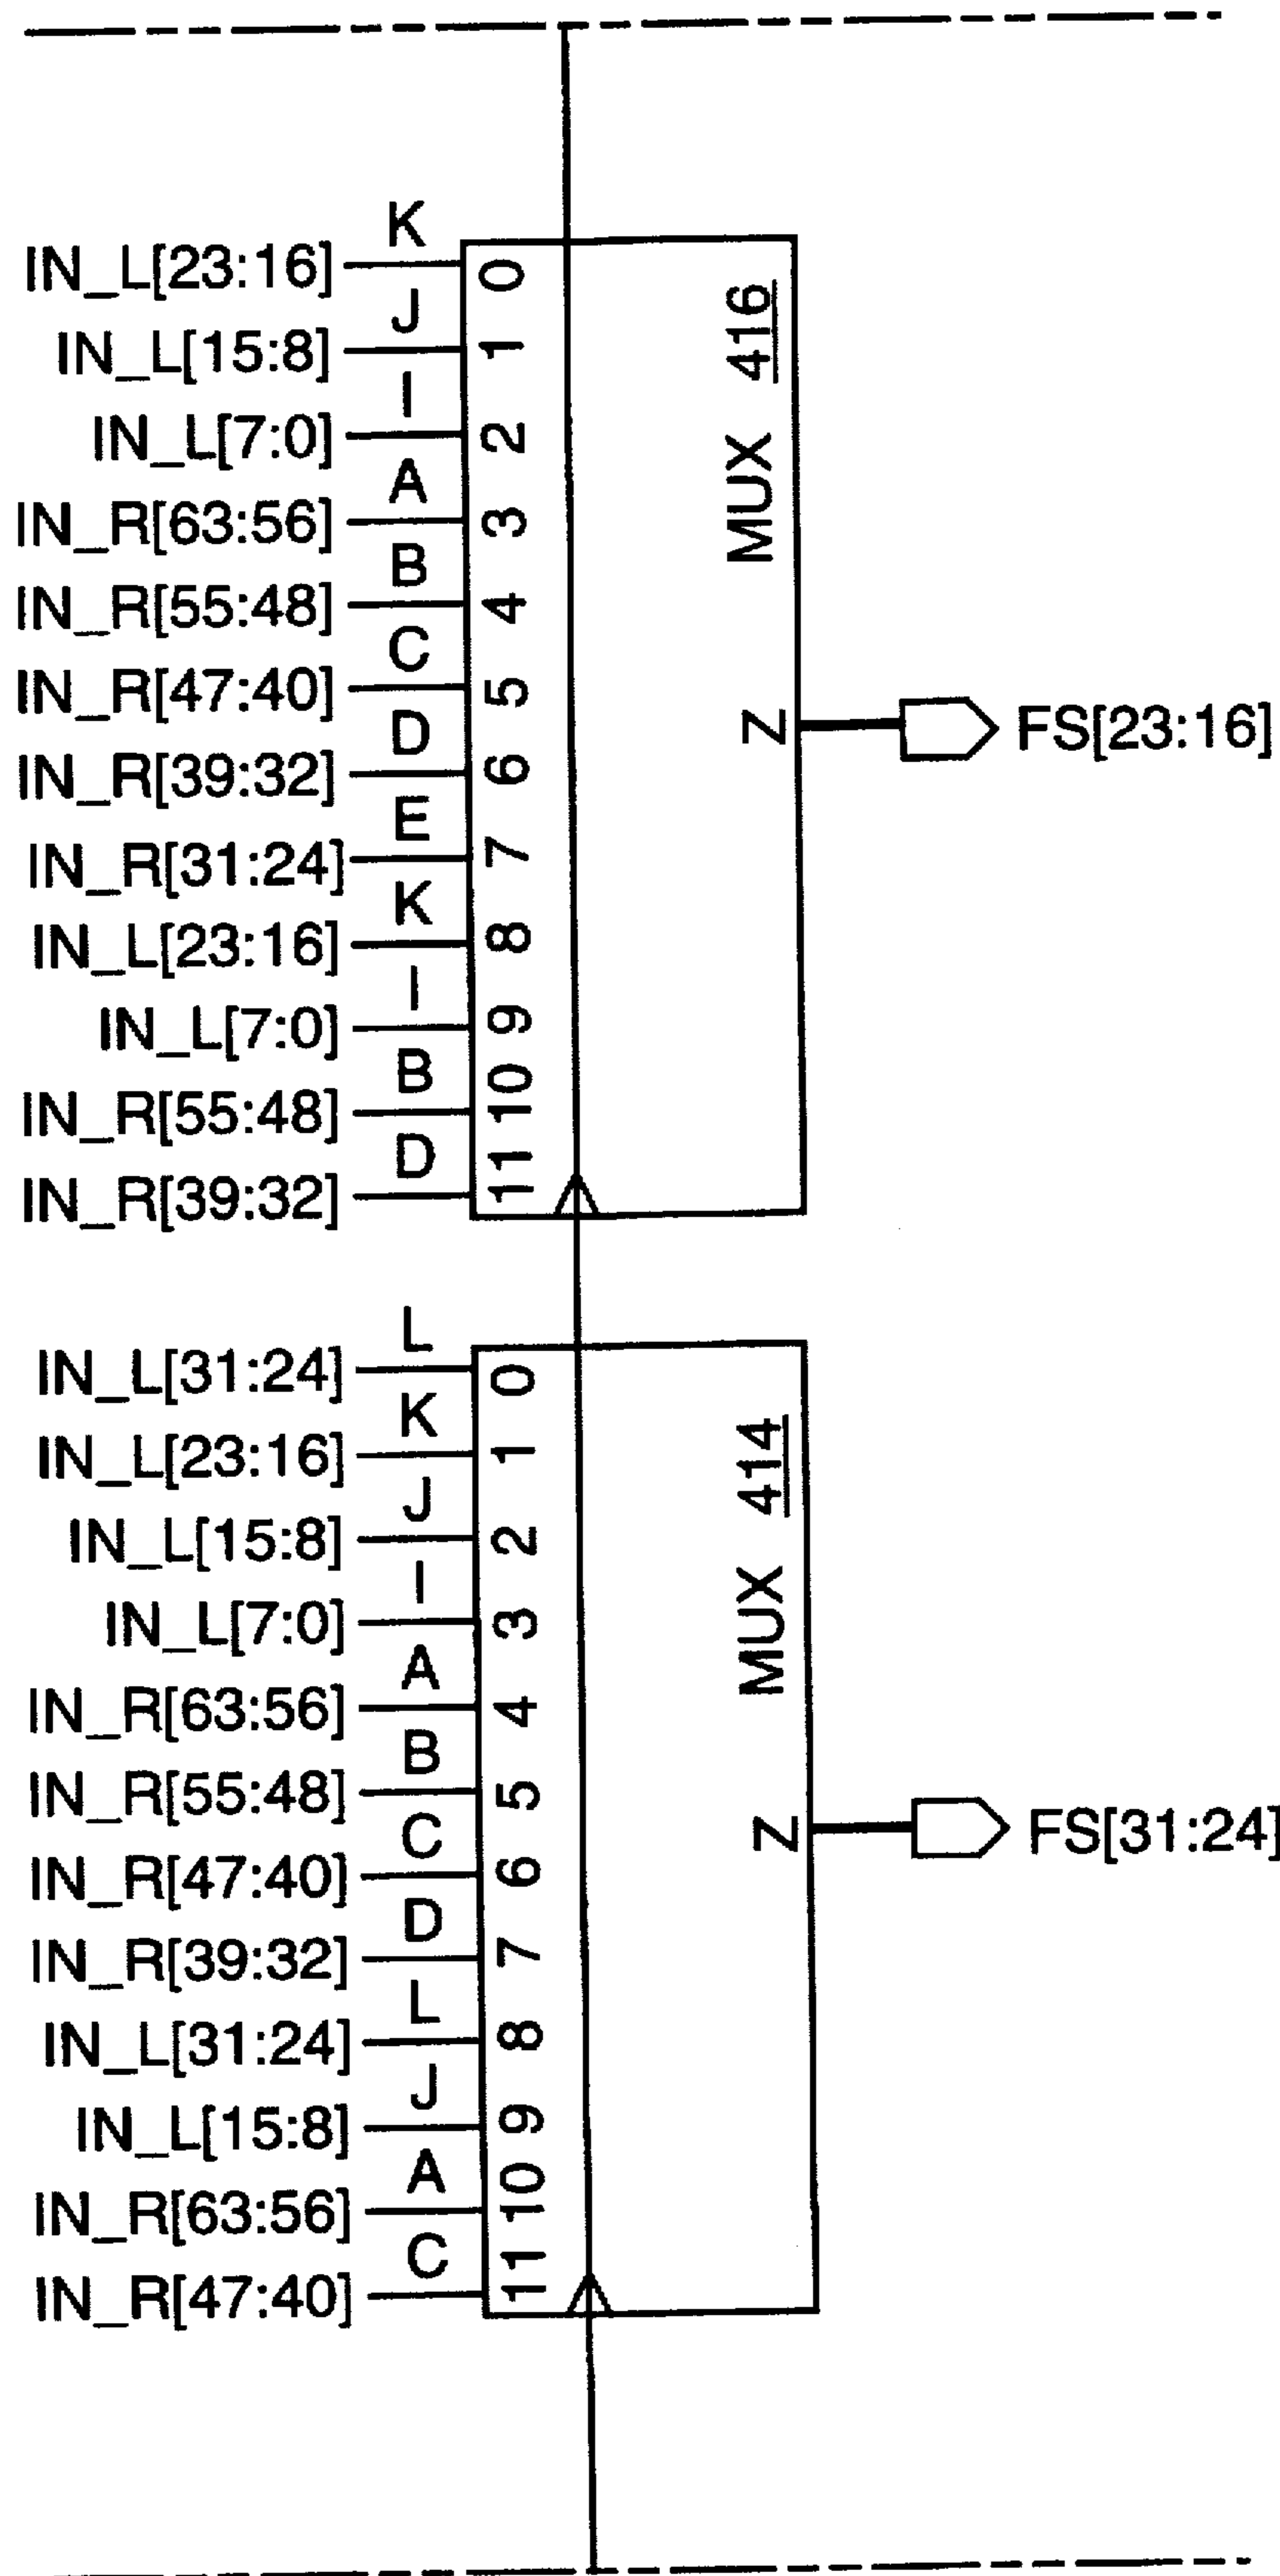 K
IN_L[23:16] 0
J
IN_L[15:8] 1
I
IN_L[7:0] 2
A
IN_R[63:56] 3
B
IN_R[55:48] 4
C
IN_R[47:40] 5
D
IN_R[39:32] 6
E
IN_R[31:24] 7
K
IN_L[23:16] 8
I
IN_L[7:0] 9
B
IN_R[55:48] 10
D
IN_R[39:32] 11
MUX 416
Z
FS[23:16]
L
IN_L[31:24] 0
K
IN_L[23:16] 1
J
IN_L[15:8] 2
I
IN_L[7:0] 3
A
IN_R[63:56] 4
B
IN_R[55:48] 5
C
IN_R[47:40] 6
D
IN_R[39:32] 7
L
IN_L[31:24] 8
J
IN_L[15:8] 9
A
IN_R[63:56] 10
C
IN_R[47:40] 11
MUX 414
Z
FS[31:24]